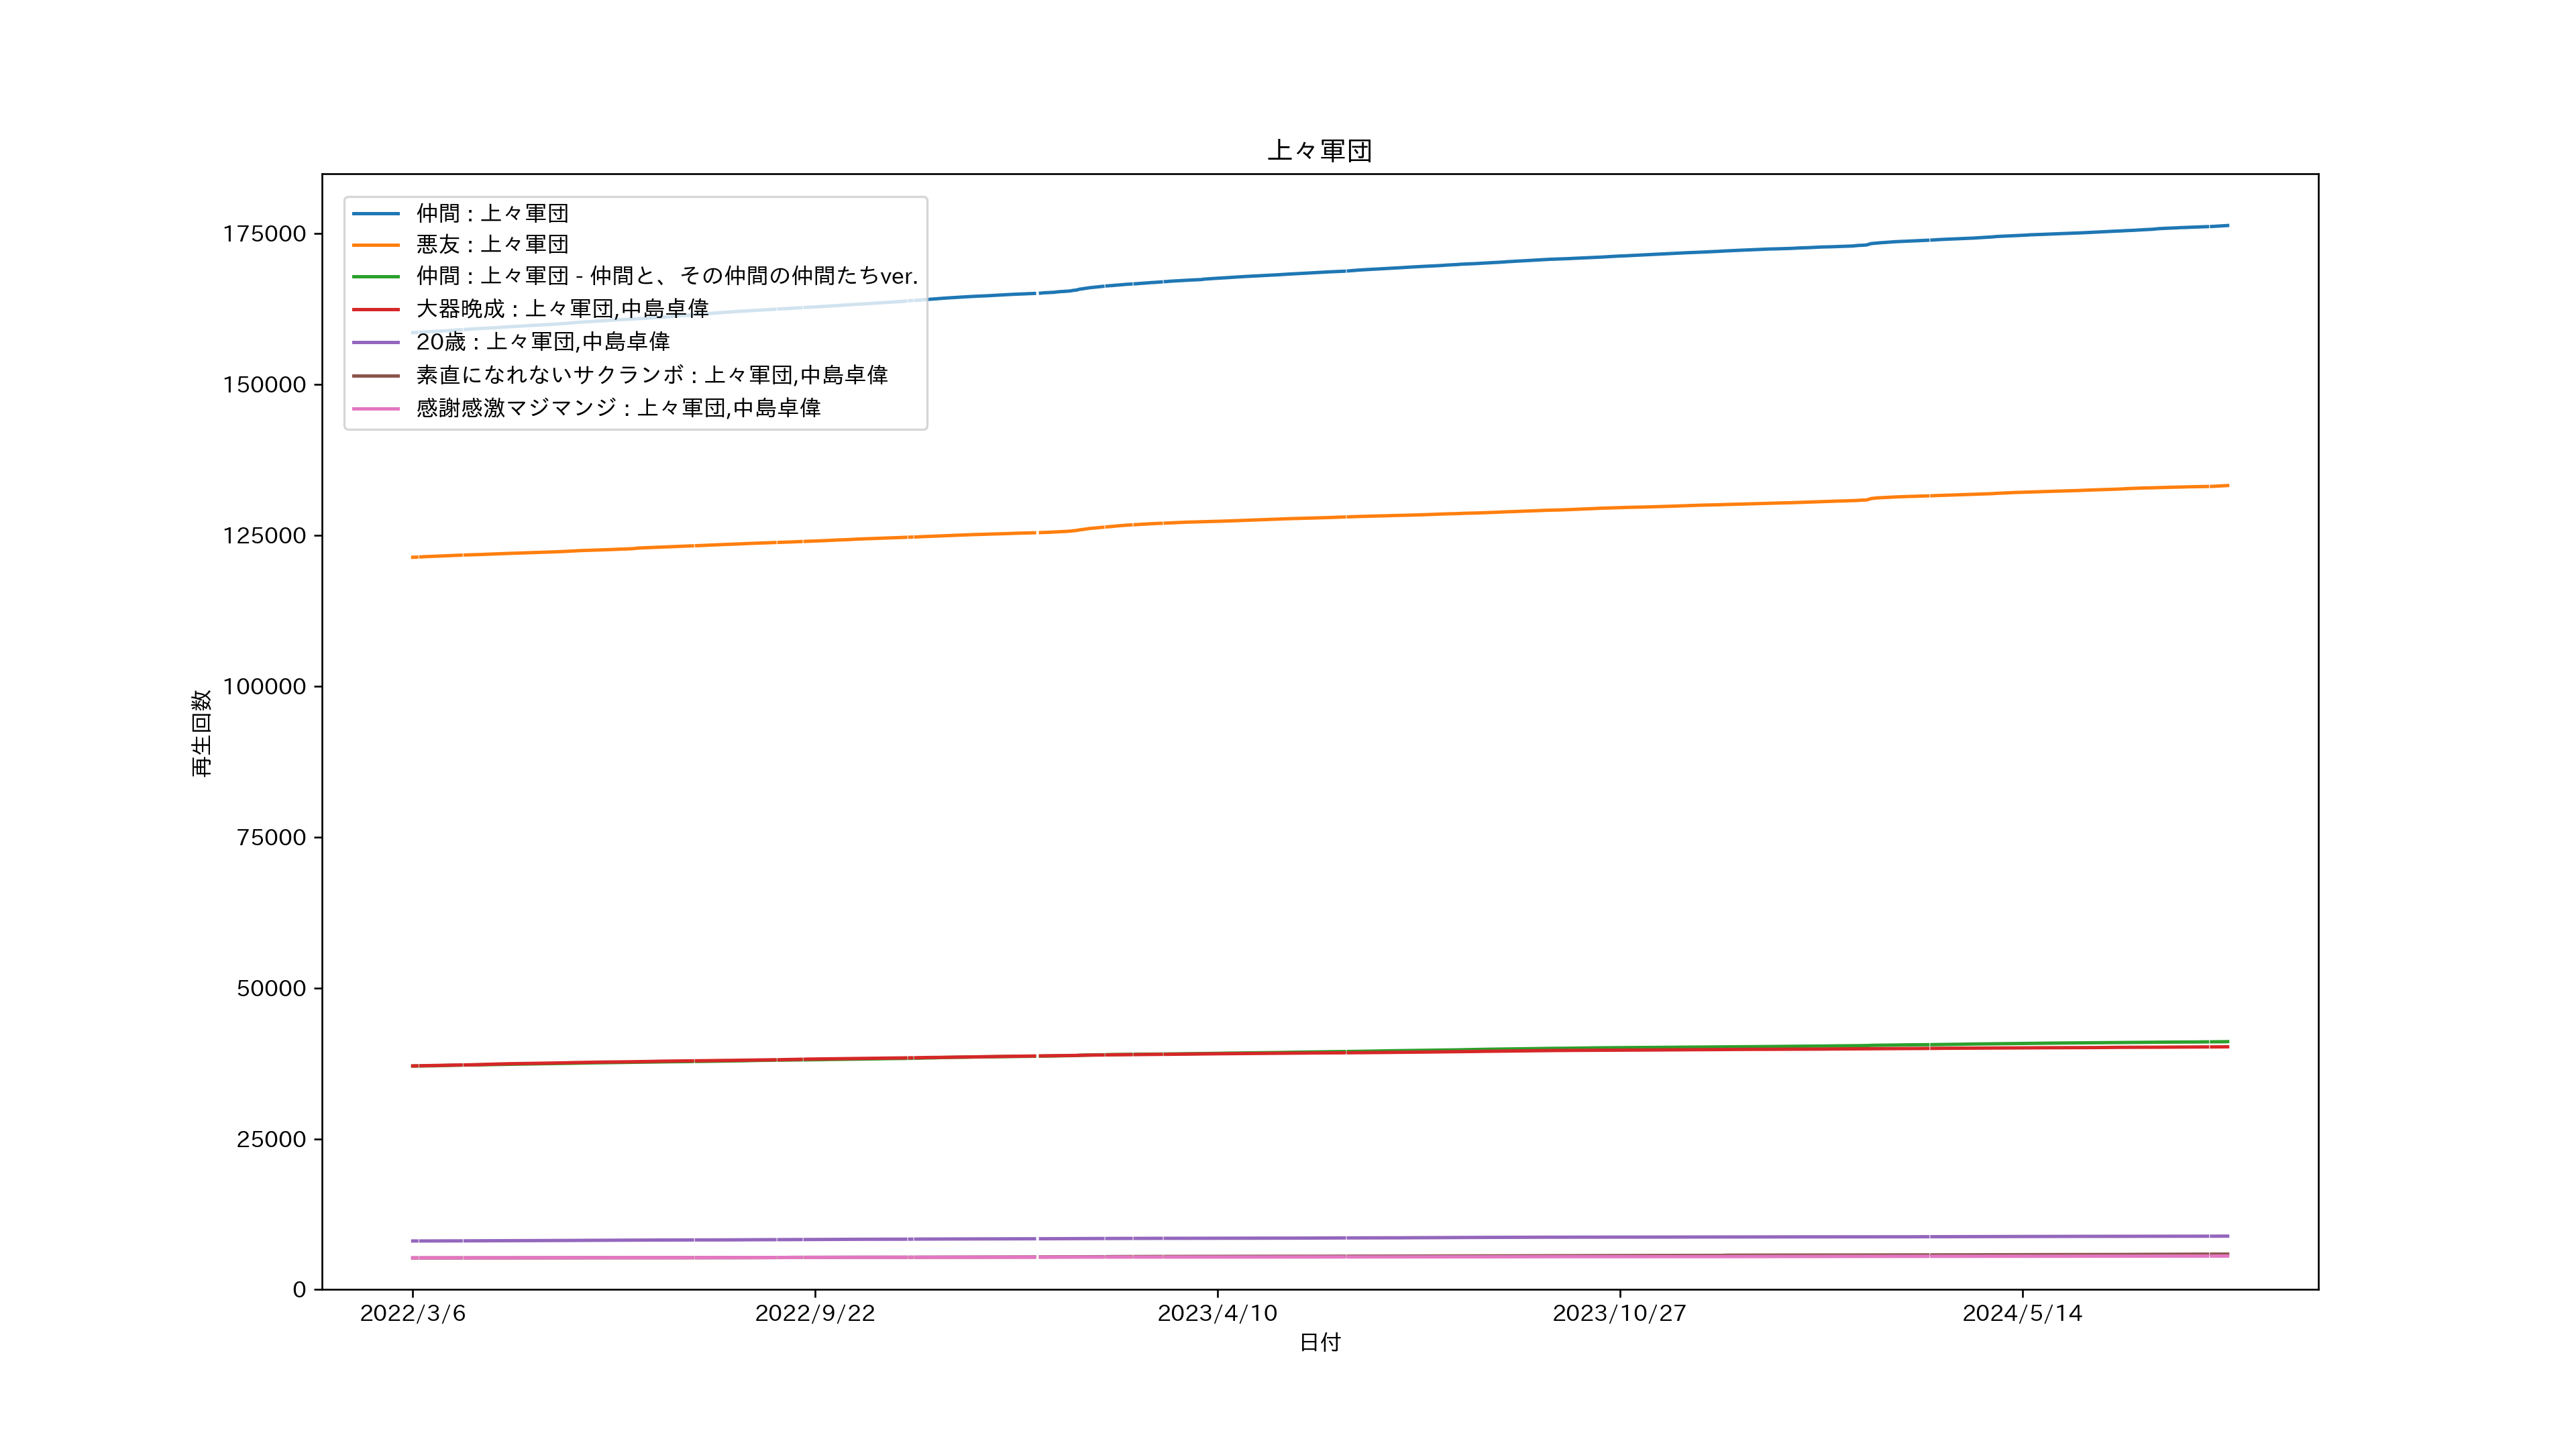 上々軍団
仲間 : 上々軍団
悪友 : 上々軍団
仲間 : 上々軍団 - 仲間と、その仲間の仲間たちver.
大器晩成 : 上々軍団,中島卓偉
20歳 : 上々軍団,中島卓偉
素直になれないサクランボ : 上々軍団,中島卓偉
感謝感激マジマンジ : 上々軍団,中島卓偉
175000
150000
125000
100000
75000
50000
25000
0
再生回数
2022/3/6
2022/9/22
2023/4/10
2023/10/27
2024/5/14
日付